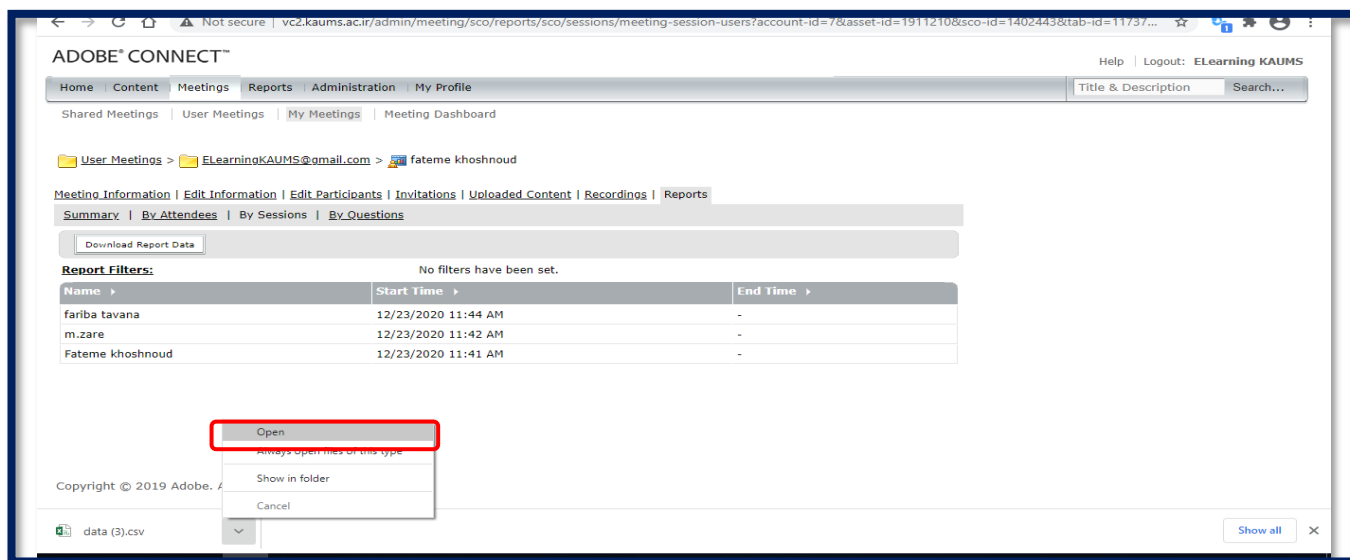 Not secure | vc2.kaums.ac.ir/admin/meeting/sco/reports/sco/sessions/meeting-session-users?account-id=7&asset-id=1911210&sco-id=1402443&tab-id=11737...
1
ADOBE® CONNECT™
Help | Logout: ELearning KAUMS
Home Content Meetings Reports Administration My Profile Title & Description Search...
Shared Meetings | User Meetings | My Meetings | Meeting Dashboard
User Meetings > ELearningKAUMS@gmail.com > fateme khoshnoud
Meeting Information | Edit Information | Edit Participants | Invitations | Uploaded Content | Recordings | Reports
Summary | By Attendees | By Sessions | By Questions
Download Report Data
Report Filters: No filters have been set.
Name Start Time End Time
fariba tavana 12/23/2020 11:44 AM -
m.zare 12/23/2020 11:42 AM -
Fateme khoshnoud 12/23/2020 11:41 AM -
Open
Always open files of this type
Show in folder
Copyright © 2019 Adobe. A
Cancel
data (3).csv Show all